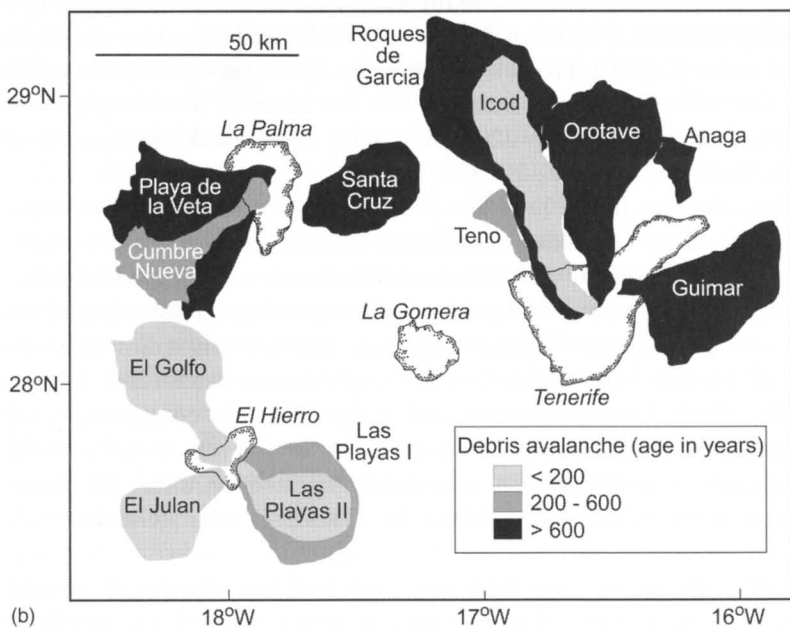 50 km
Roques
de
Garcia
29°N
Icod
La Palma
Orotave
Anaga
Playa de
la Veta
Santa
Cruz
Teno
Cumbre
Nueva
Guimar
La Gomera
El Golfo
28°N
Tenerife
El Hierro
Las
Playas I
Debris avalanche (age in years)
< 200
200 - 600
> 600
El Julan
Las
Playas II
(b)
18°W
17°W
16°W